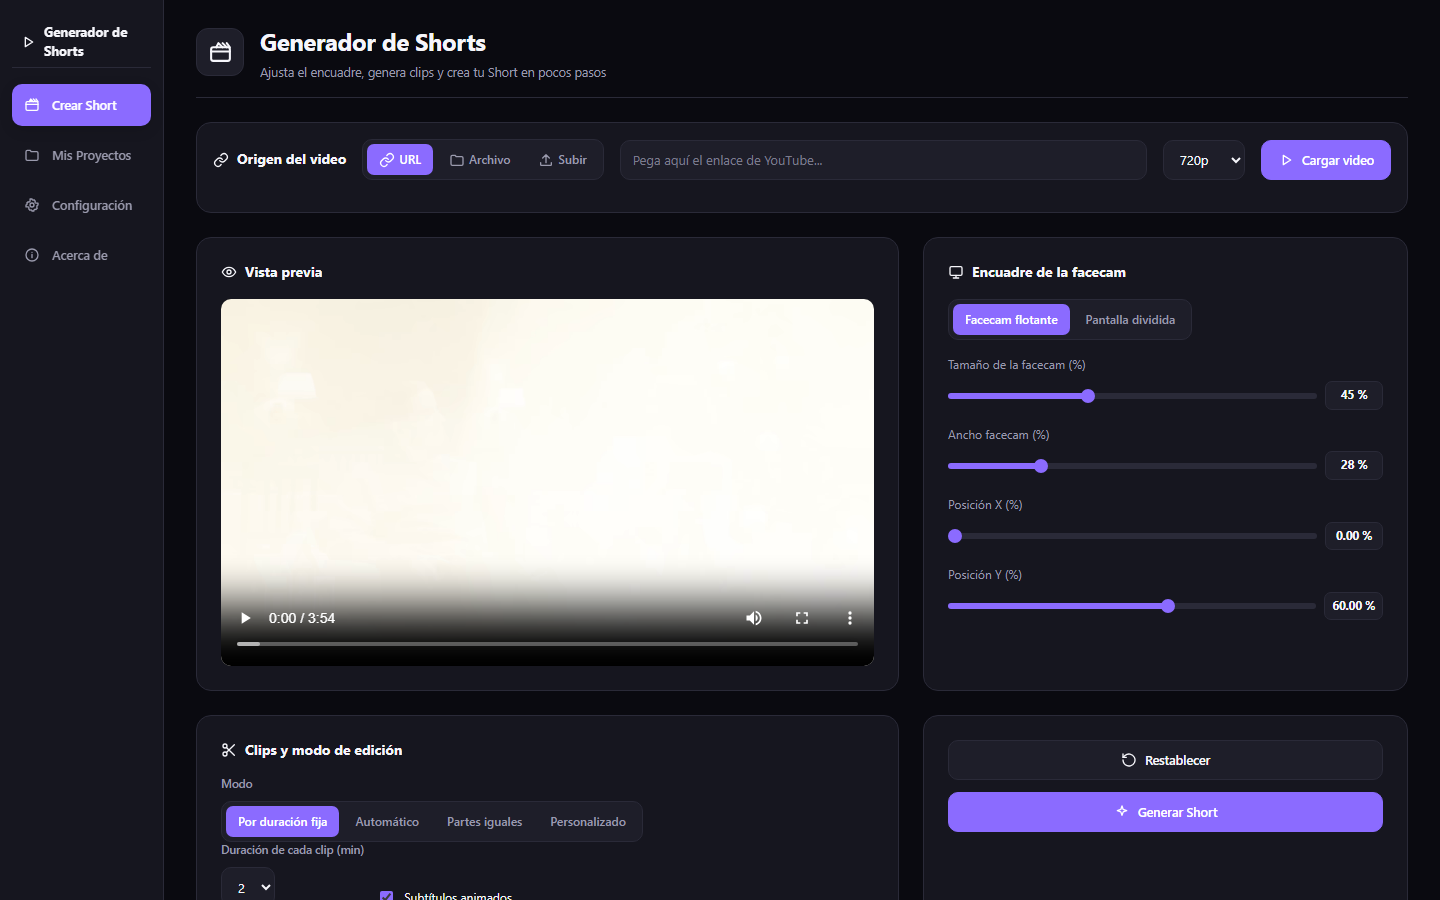 Generador de
Shorts
Crear Short
Mis Proyectos
Configuración
Acerca de
Generador de Shorts
Ajusta el encuadre, genera clips y crea tu Short en pocos pasos
Origen del video
URL
Archivo
Subir
Pega aquí el enlace de YouTube...
720p
Cargar video
Vista previa
0:00 / 3:54
Encuadre de la facecam
Facecam flotante
Pantalla dividida
Tamaño de la facecam (%)
45 %
Ancho facecam (%)
28 %
Posición X (%)
0.00 %
Posición Y (%)
60.00 %
Clips y modo de edición
Modo
Por duración fija
Automático
Partes iguales
Personalizado
Duración de cada clip (min)
2
Subtítulos animados
Restablecer
Generar Short